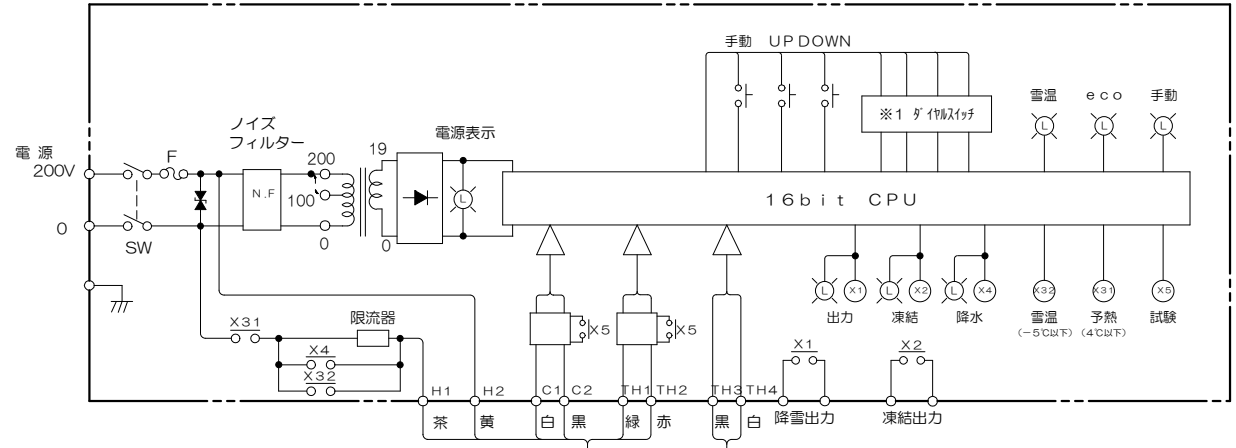 手動 UP DOWN
雪温 eco 手動
L L L
※1 ダイヤルスイッチ
ノイズ
フィルター
電源表示
電源
200V
F
200
19
N.F
100
L
16bit CPU
0
SW
0
0
L X1 L X2 L X4 X32 X31 X5
出力 凍結 降水 雪温 予熱 試験
(-5℃以下) (4℃以下)
X31
限流器
X5
X5
X4
X32
X1
X2
H1 H2 C1 C2 TH1 TH2 TH3 TH4
茶 黄 白 黒 緑 赤 黒 白 降雪出力 凍結出力